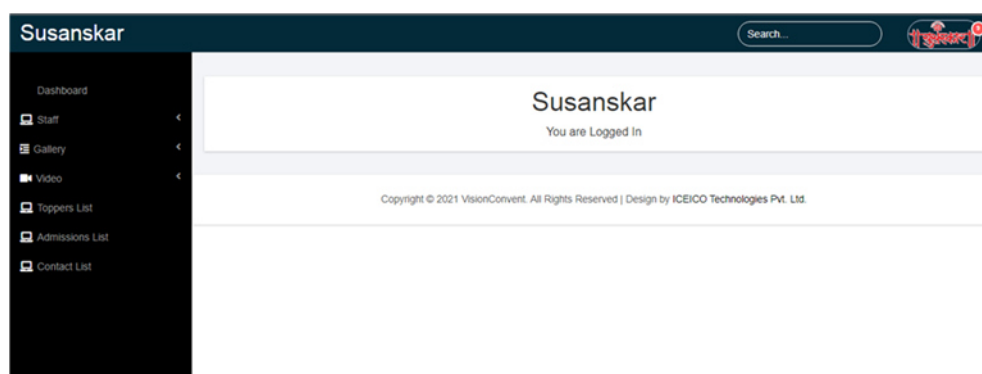 Susanskar
Search...
॥सुसंस्कार॥
Dashboard
Staff
Gallery
Video
Toppers List
Admissions List
Contact List
Susanskar
You are Logged In
Copyright © 2021 VisionConvent. All Rights Reserved | Design by ICEICO Technologies Pvt. Ltd.